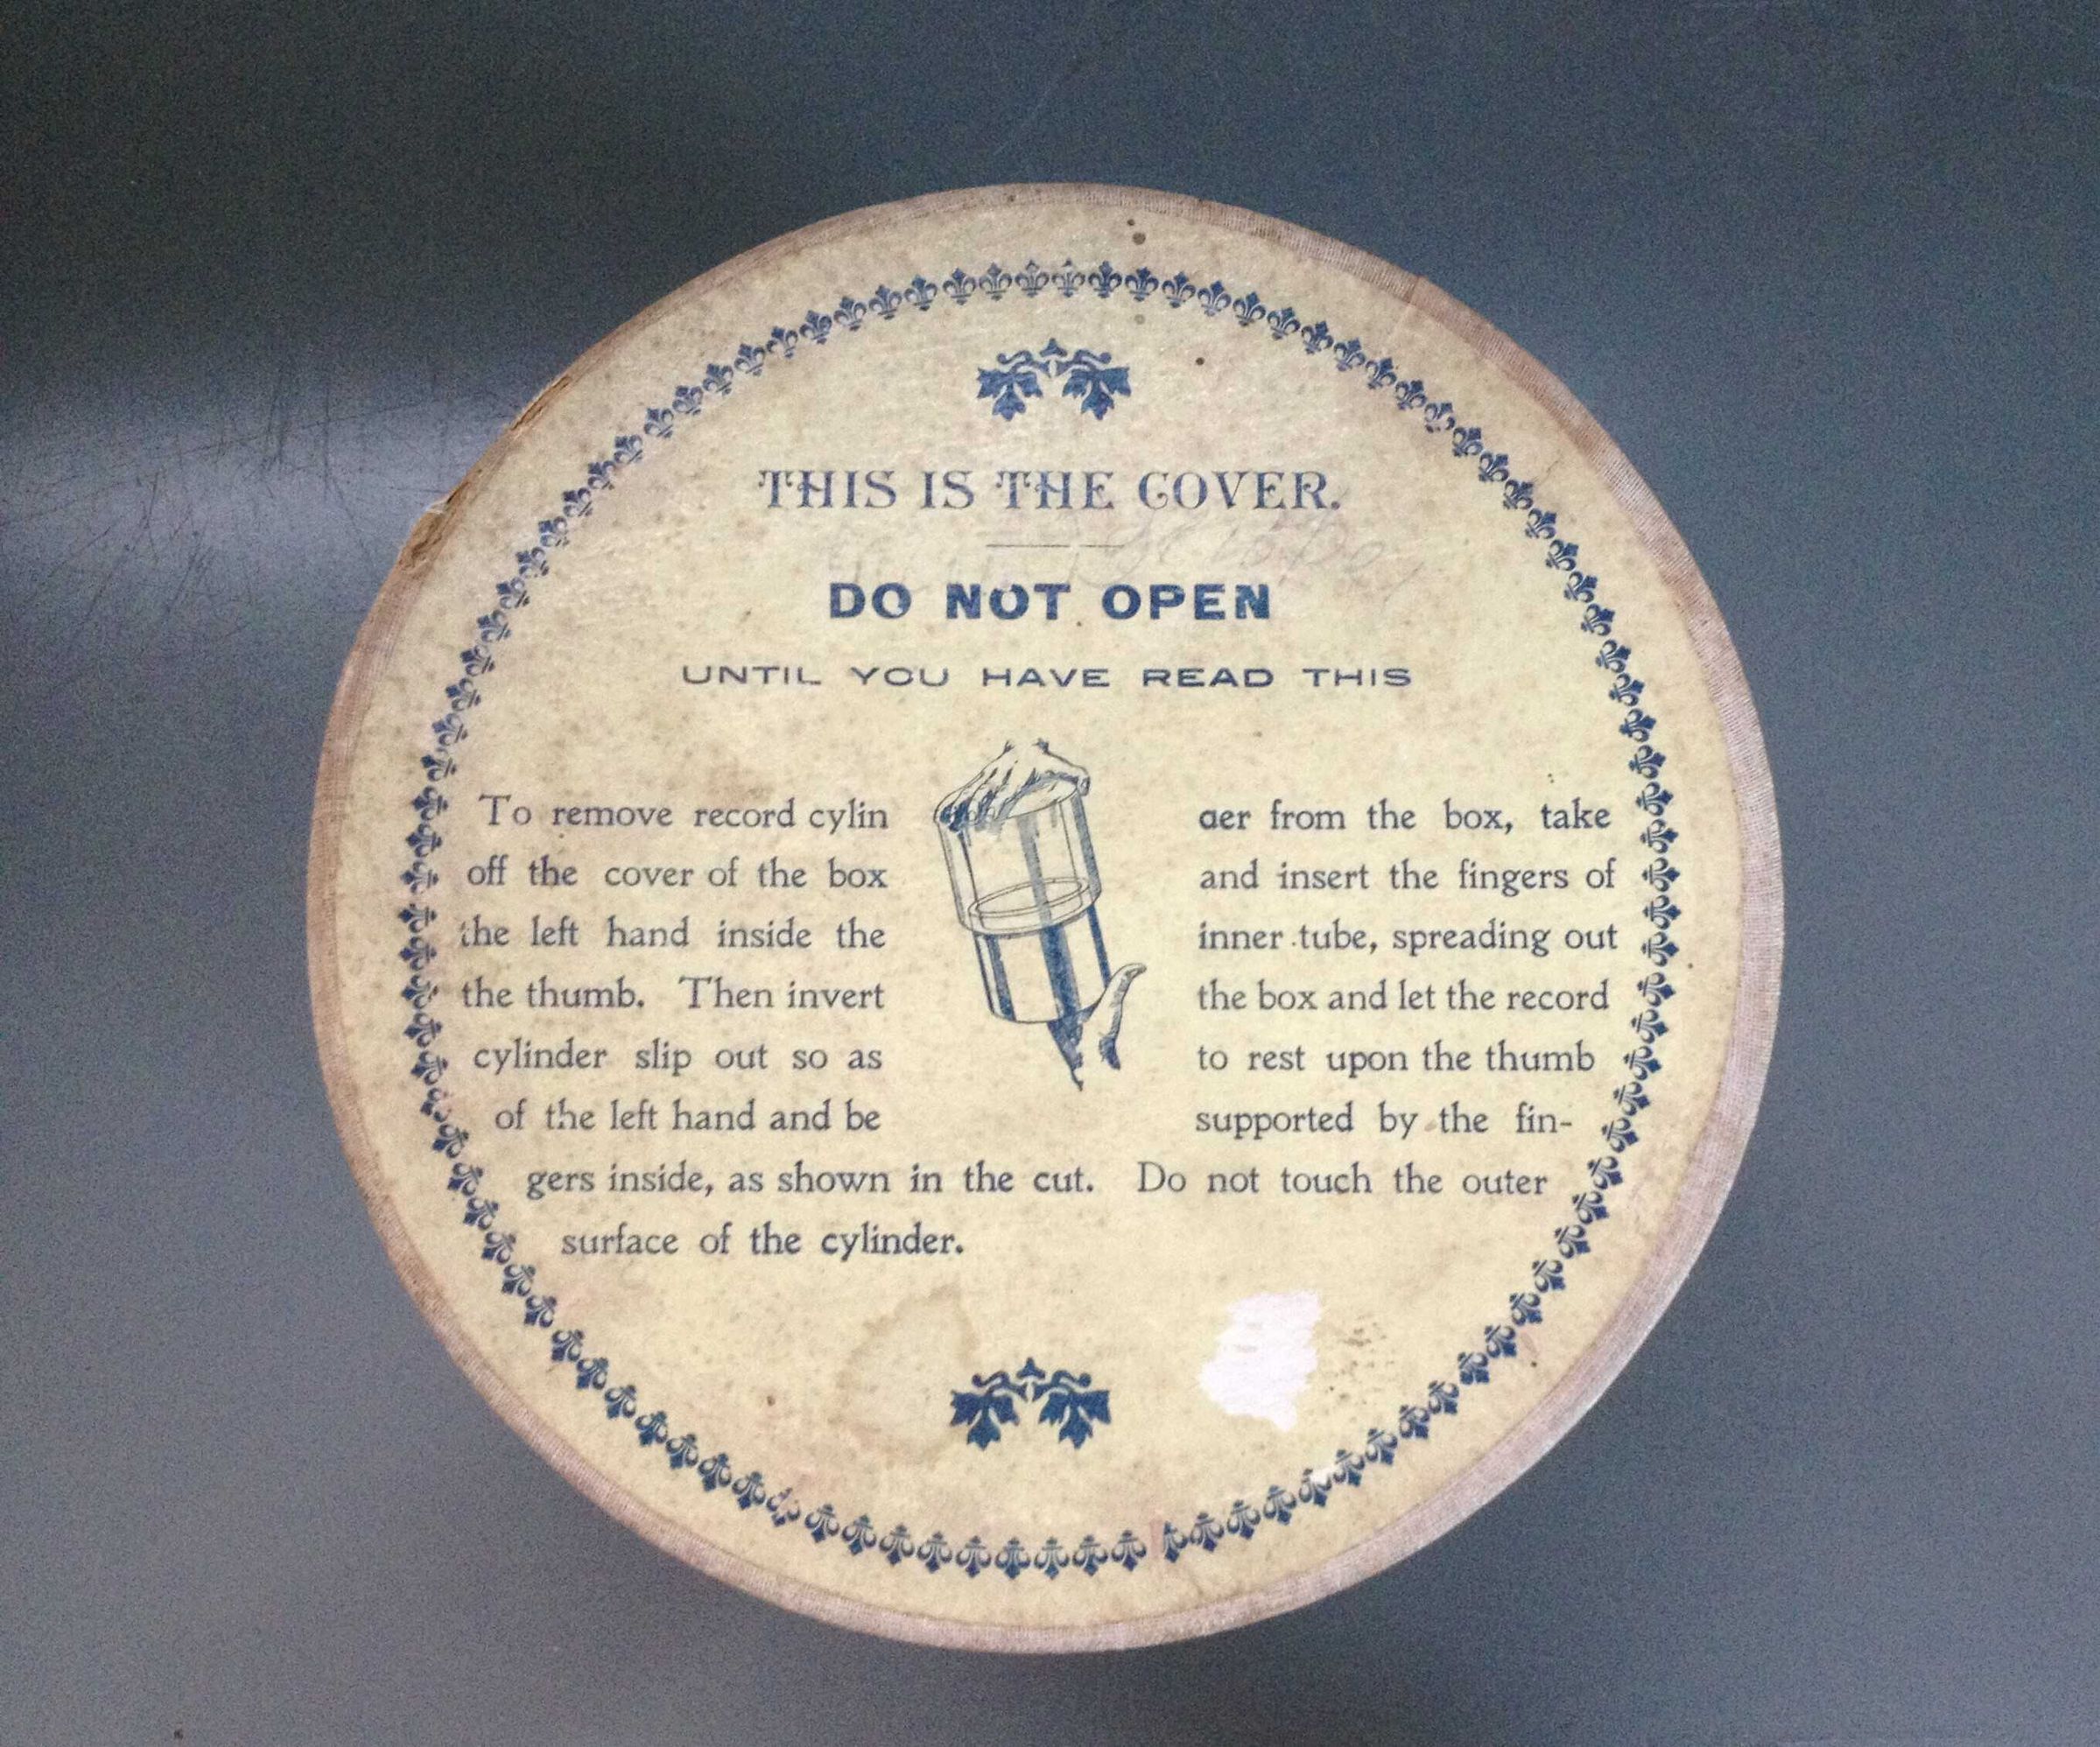 THIS IS THE COVER.
DO NOT OPEN
UNTIL YOU HAVE READ THIS
To remove record cylin aer from the box, take
off the cover of the box and insert the fingers of
the left hand inside the inner tube, spreading out
the thumb. Then invert the box and let the record
cylinder slip out so as to rest upon the thumb
of the left hand and be supported by the fin-
gers inside, as shown in the cut. Do not touch the outer
surface of the cylinder.